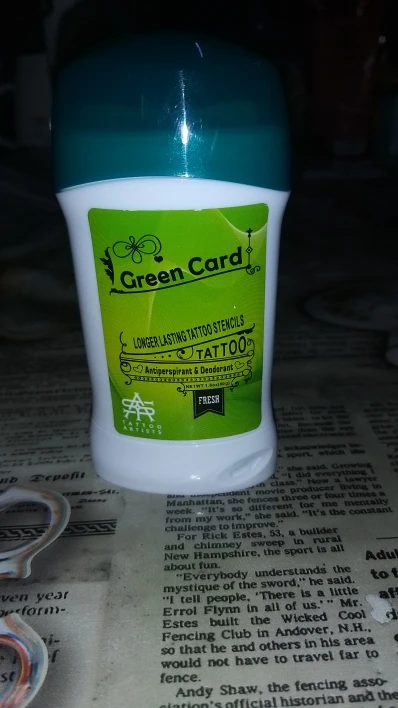 Green Card
LONGER LASTING TATTOO STENCILS
TATTOO
Antiperspirant & Deodorant
FRESH
TATTOO
ARTISTS
Deposit
she said. Growing
"I did everything
th class." Now a lawyer
and independent movie producer living in
Manhattan, she fences three or four times a
week. "It's so different for me mentally
from my work," she said. "It's the constant
challenge to improve."
For Rick Estes, 53, a builder
and chimney sweep in rural
New Hampshire, the sport is all
about fun.
"Everybody understands the
mystique of the sword," he said.
"I tell people, 'There is a little
Errol Flynn in all of us.' " Mr.
Estes built the Wicked Cool
Fencing Club in Andover, N.H.,
so that he and others in his area
would not have to travel far to
fence.
Andy Shaw, the fencing asso-
ciation's official historian and the
ven year
erform-